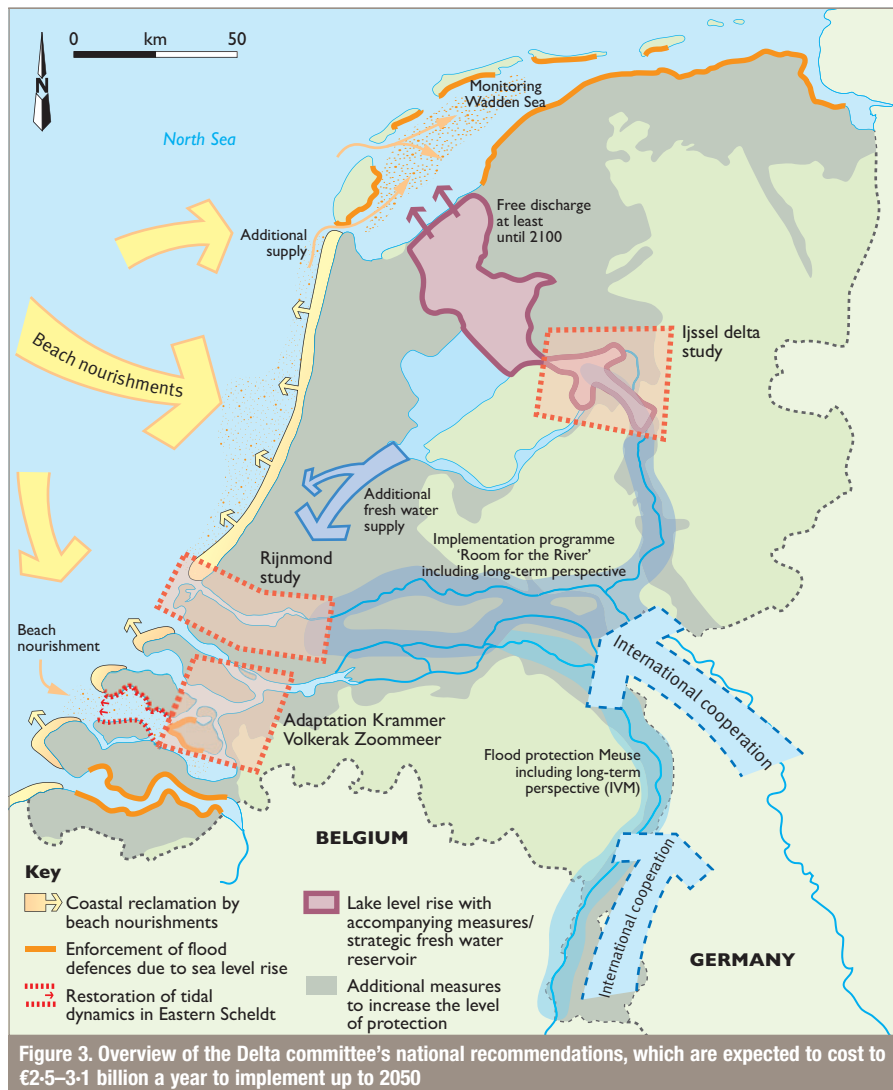 0 km 50
N
North Sea
Monitoring
Wadden Sea
Additional
supply
Free discharge
at least
until 2100
Beach nourishments
Ijssel delta
study
Additional
fresh water
supply
Rijnmond
study
Implementation programme
‘Room for the River’
including long-term perspective
Beach
nourishment
International cooperation
Adaptation Krammer
Volkerak Zoommeer
Flood protection Meuse
including long-term
perspective (IVM)
BELGIUM
International cooperation
GERMANY
Key
Coastal reclamation by
beach nourishments
Enforcement of flood
defences due to sea level rise
Restoration of tidal
dynamics in Eastern Scheldt
Lake level rise with
accompanying measures/
strategic fresh water
reservoir
Additional measures
to increase the level
of protection
Figure 3. Overview of the Delta committee’s national recommendations, which are expected to cost to
€2·5–3·1 billion a year to implement up to 2050